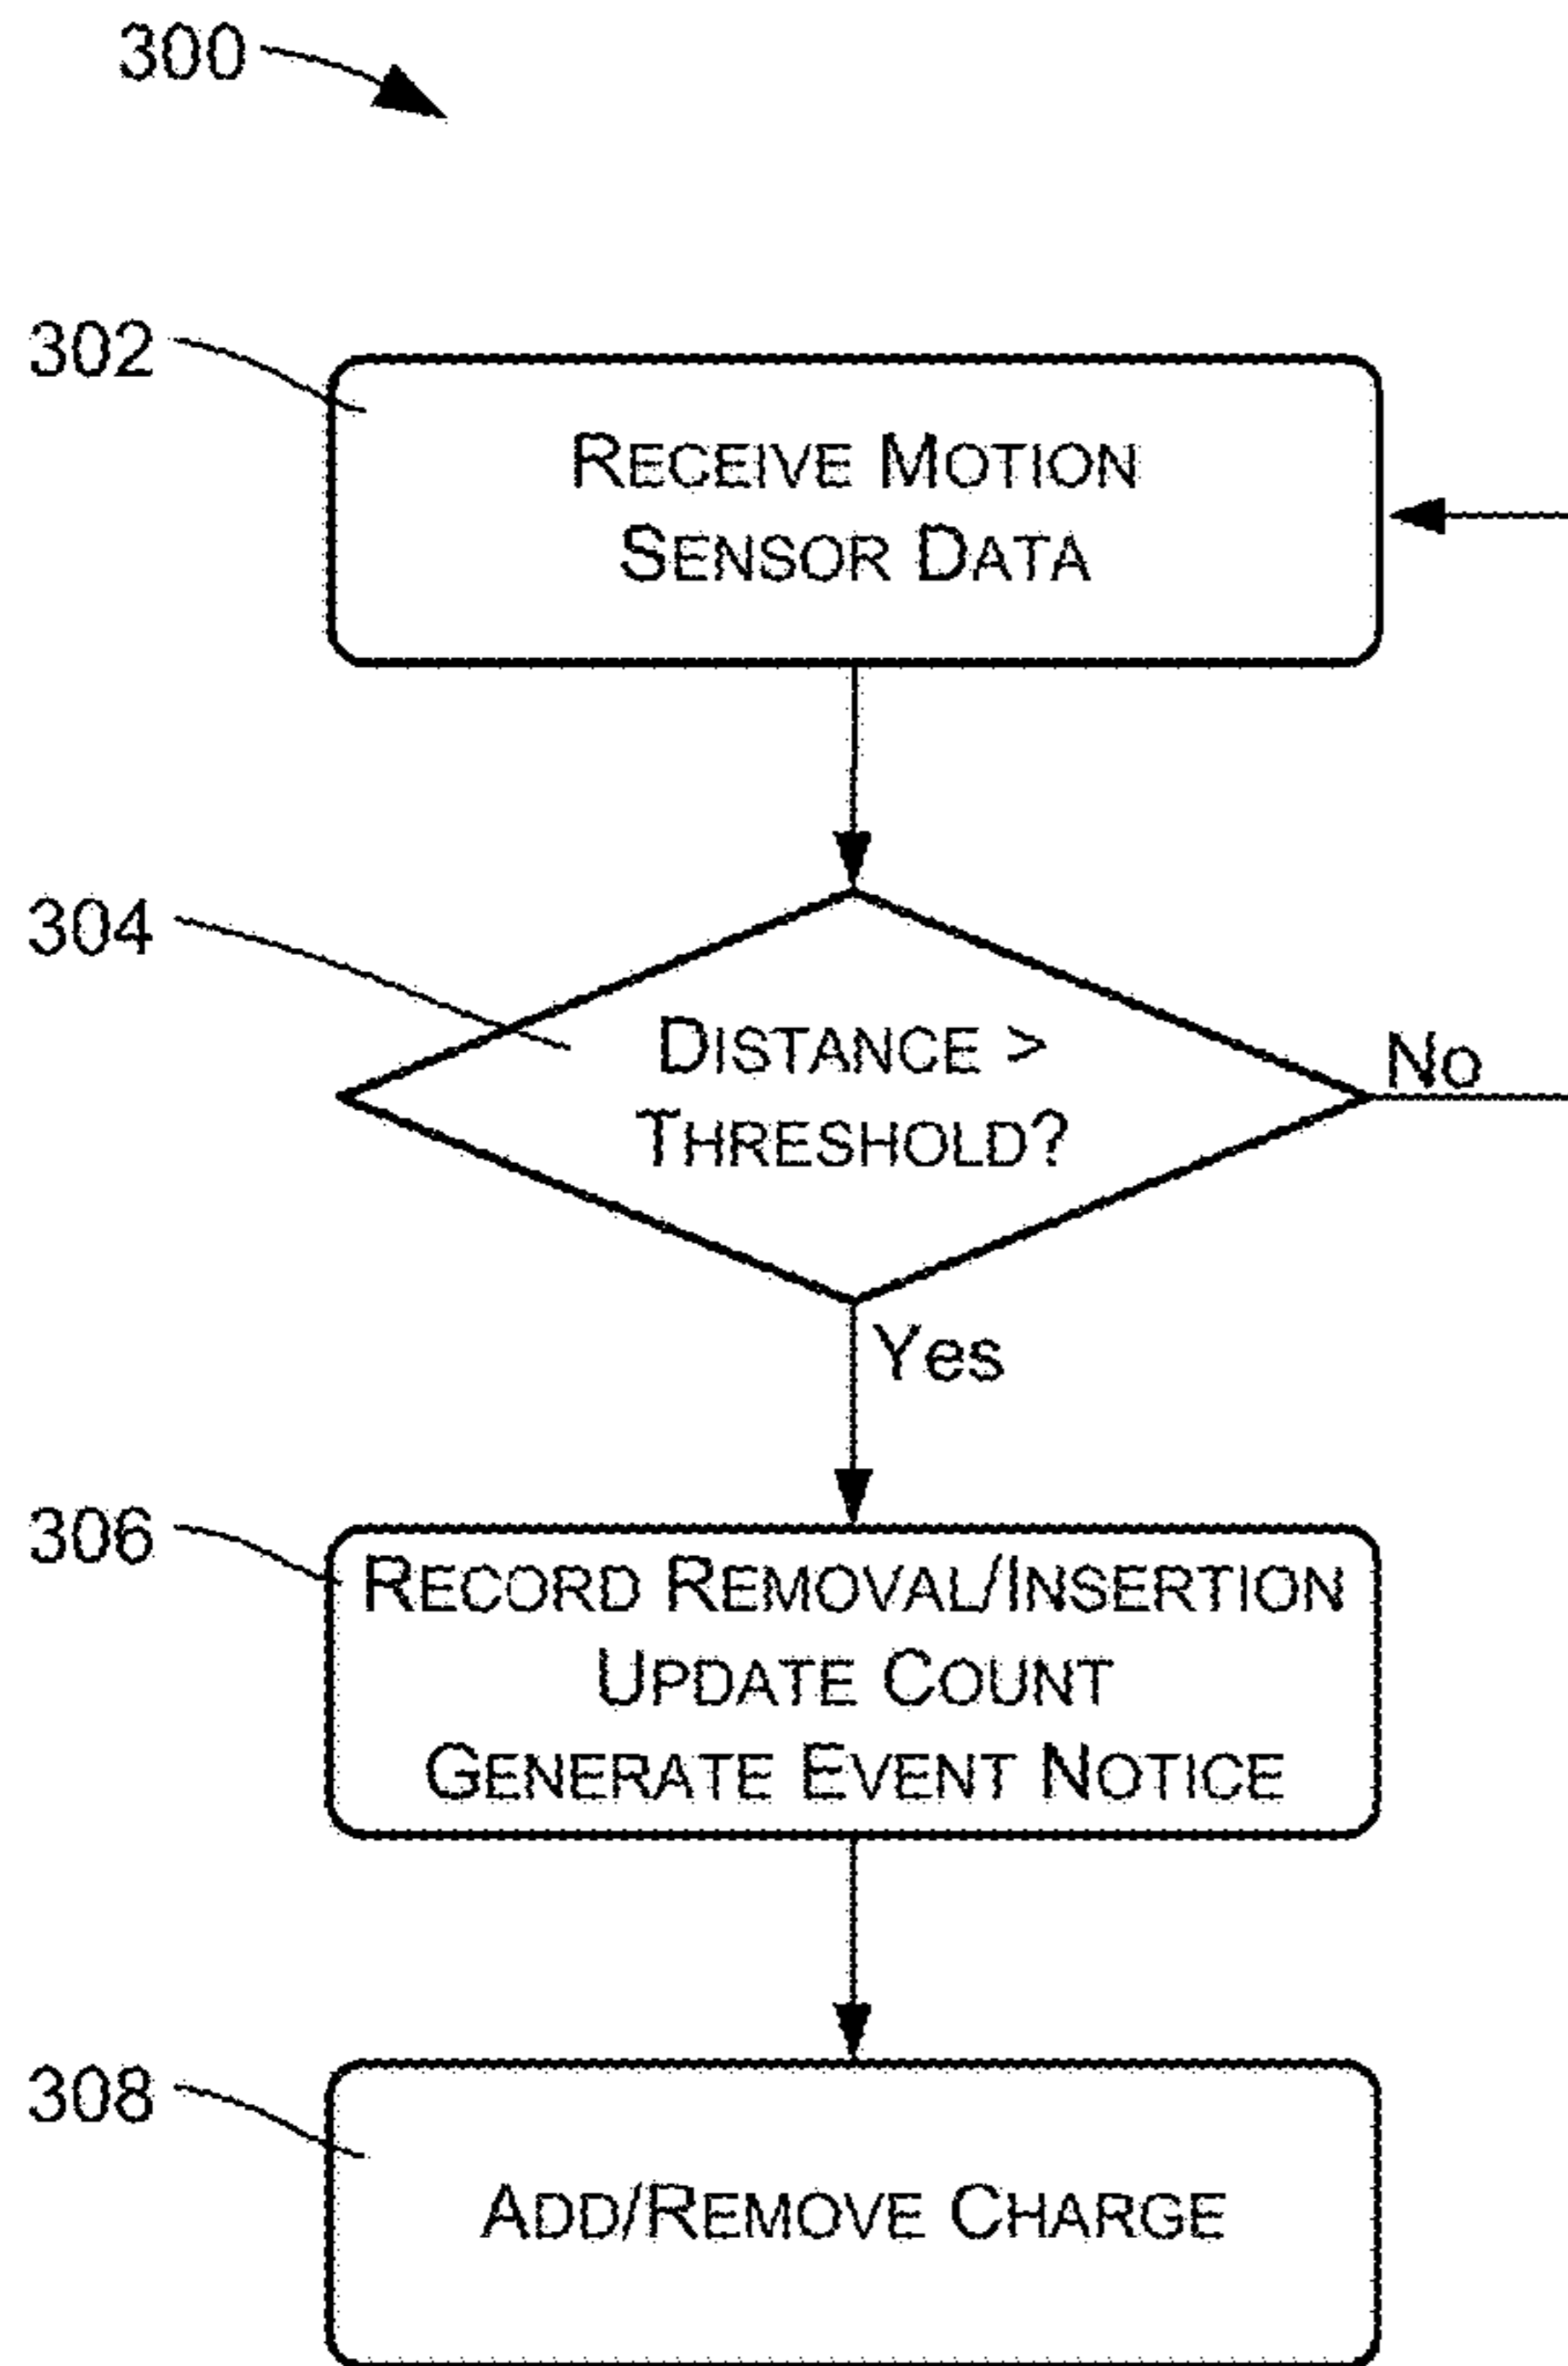 300
302
RECEIVE MOTION
SENSOR DATA
304
DISTANCE >
THRESHOLD?
No
Yes
306
RECORD REMOVAL/INSERTION
UPDATE COUNT
GENERATE EVENT NOTICE
308
ADD/REMOVE CHARGE